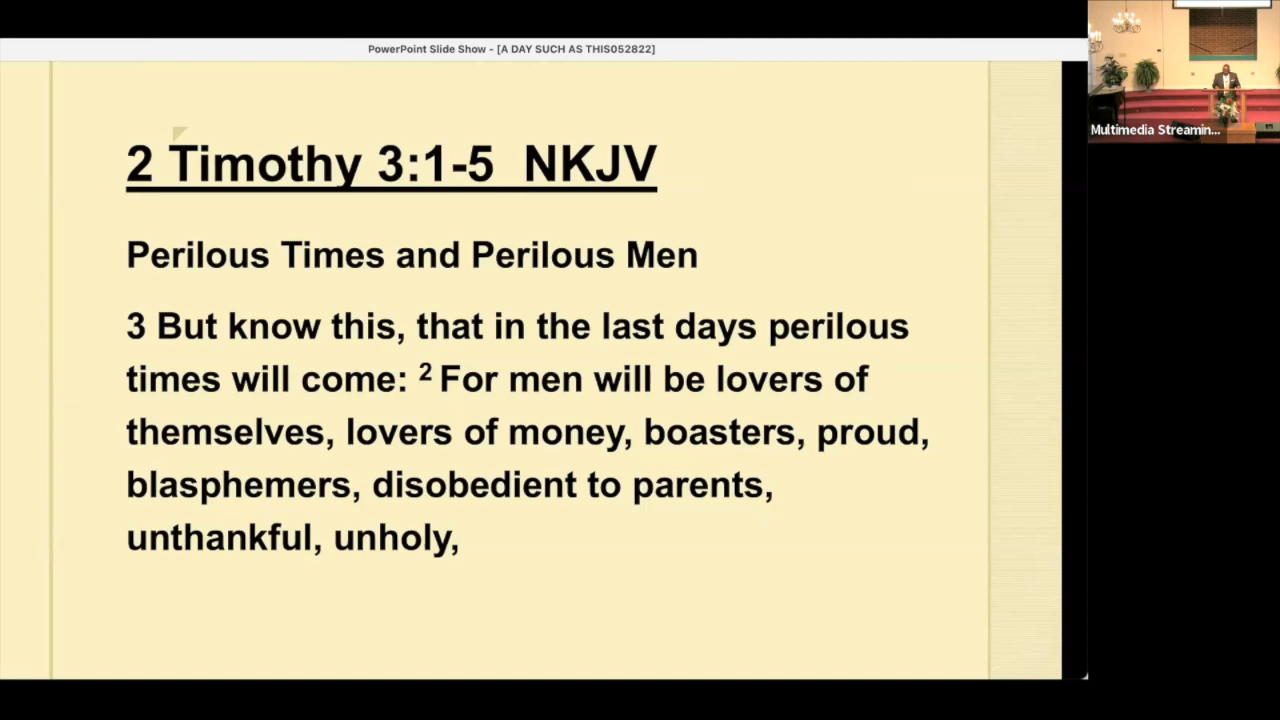 PowerPoint Slide Show - [A DAY SUCH AS THIS052822]
2 Timothy 3:1-5 NKJV
Perilous Times and Perilous Men
3 But know this, that in the last days perilous
times will come: 2 For men will be lovers of
themselves, lovers of money, boasters, proud,
blasphemers, disobedient to parents,
unthankful, unholy,
Multimedia Streamin...